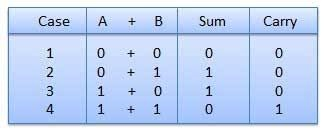 Case A + B Sum Carry
1 0 + 0 0 0
2 0 + 1 1 0
3 1 + 0 1 0
4 1 + 1 0 1